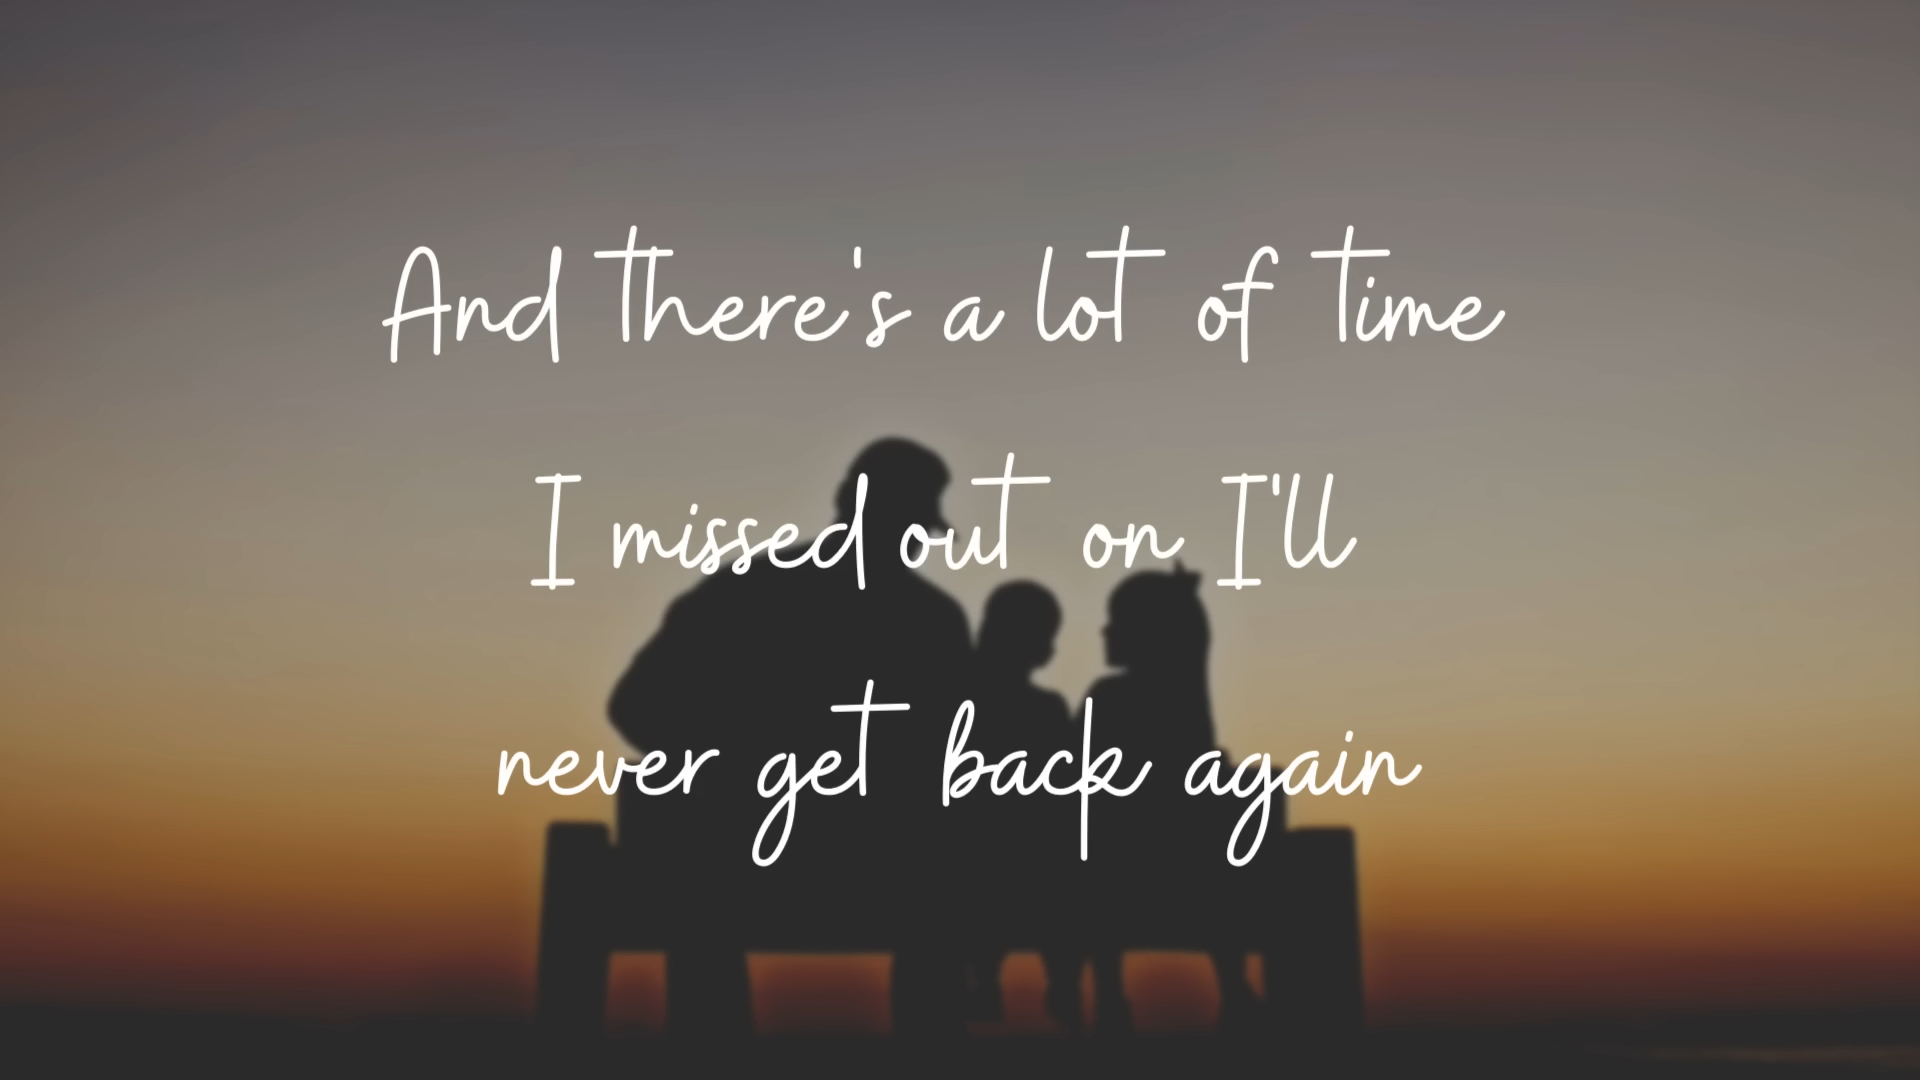 And there's a lot of time
I missed out on I'll
never get back again